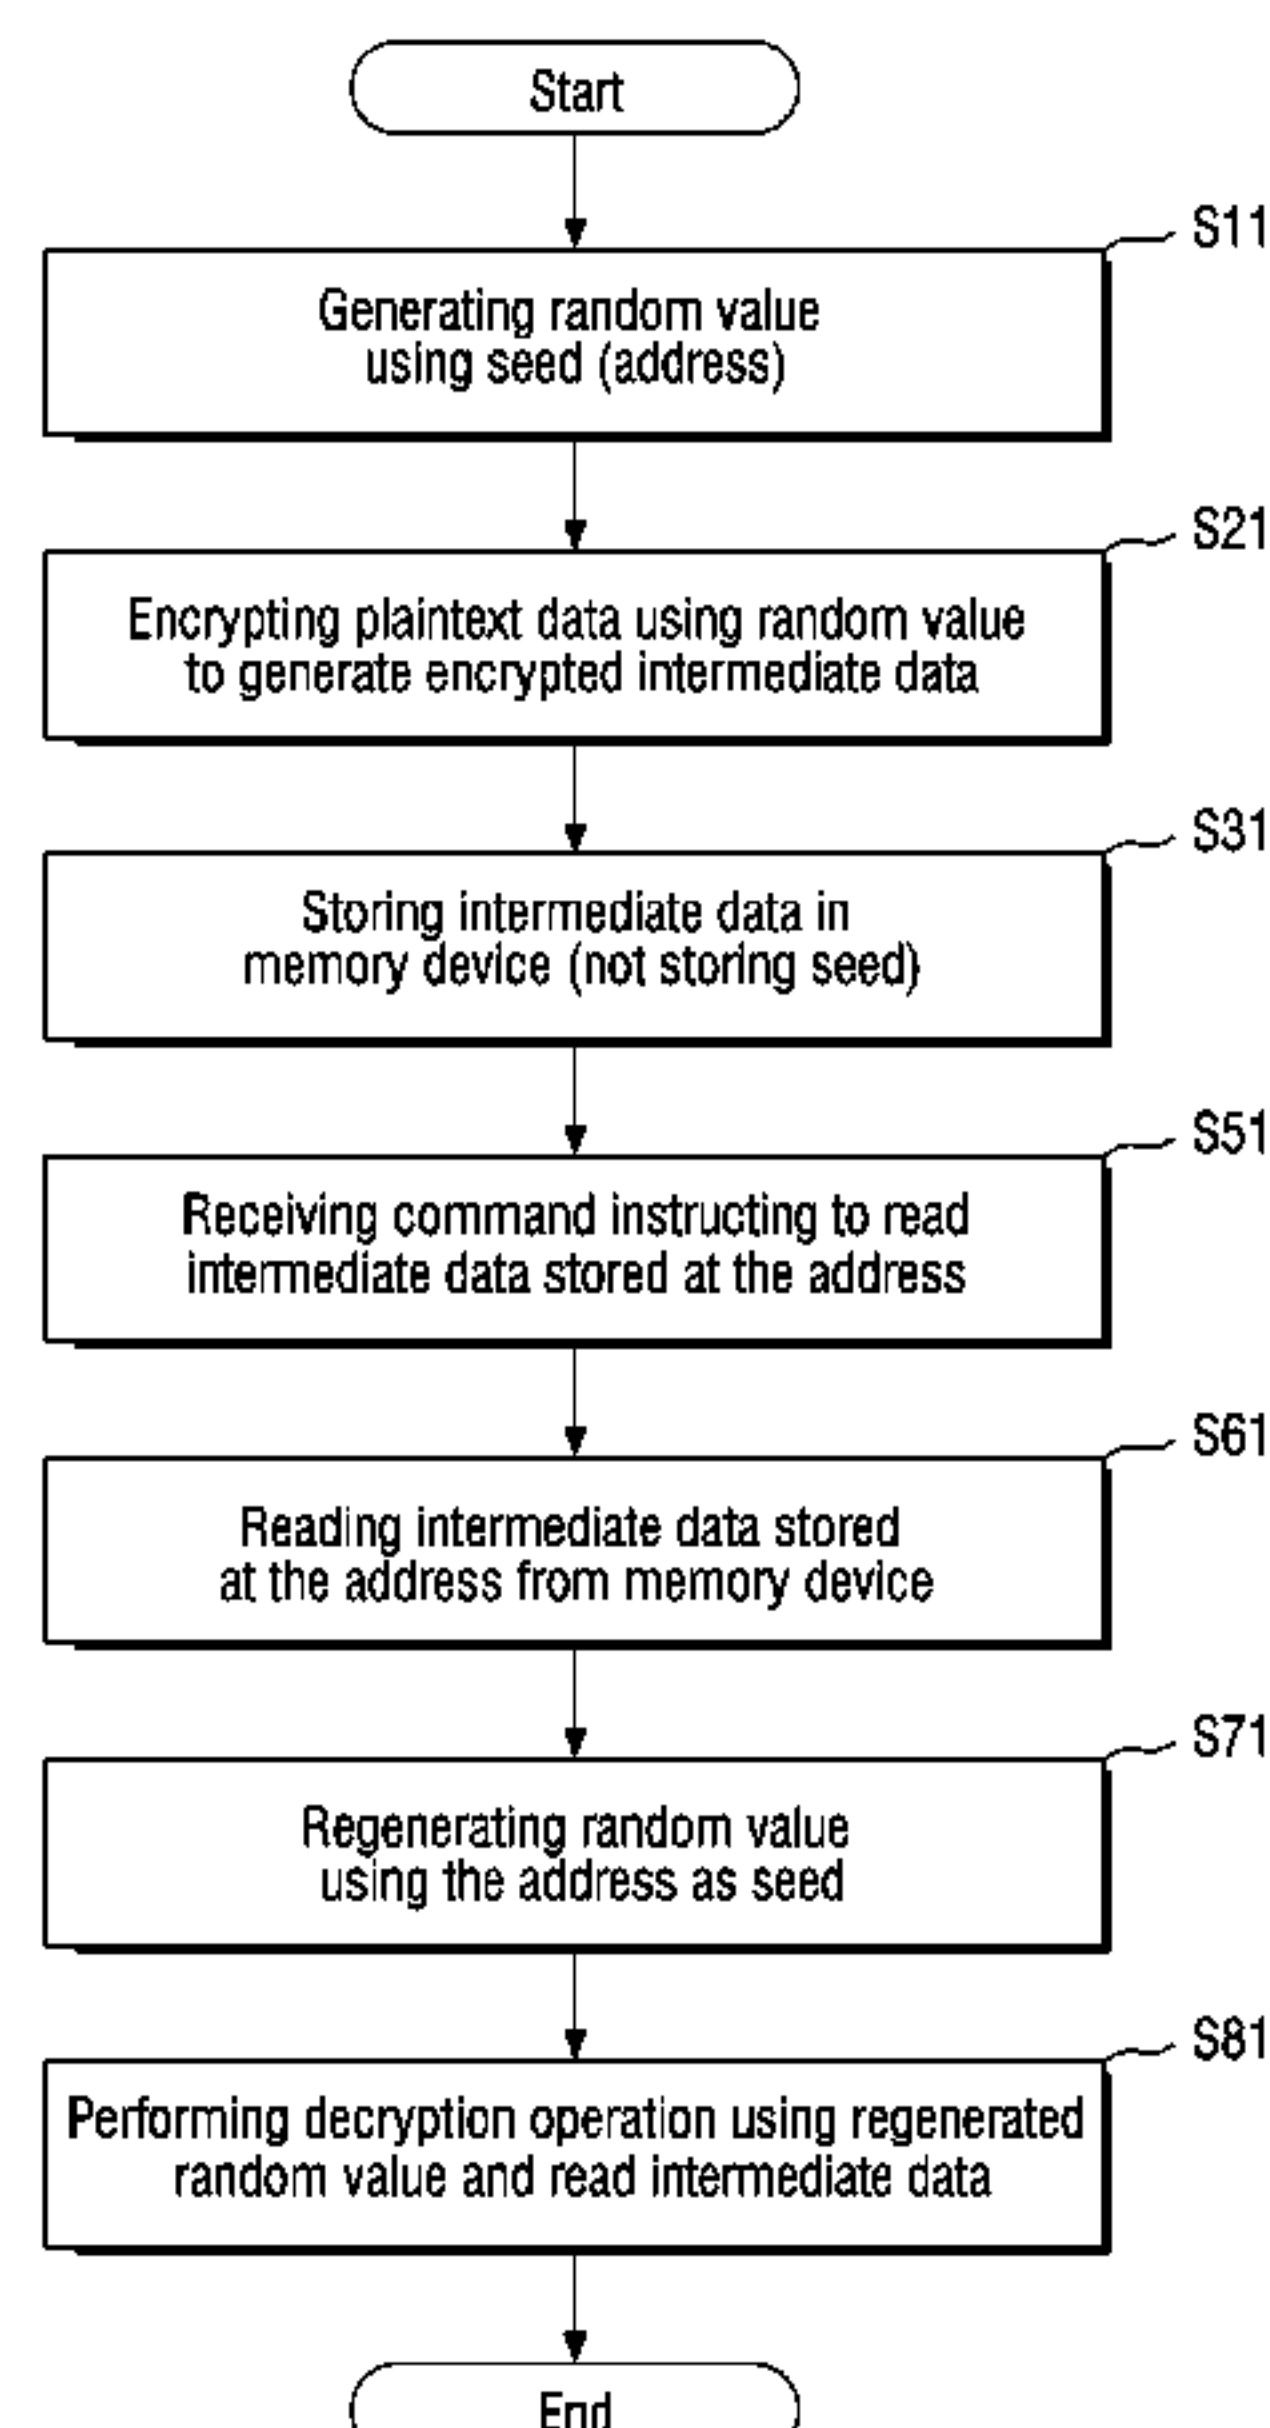 Start
S11
Generating random value
using seed (address)
S21
Encrypting plaintext data using random value
to generate encrypted intermediate data
S31
Storing intermediate data in
memory device (not storing seed)
S51
Receiving command instructing to read
intermediate data stored at the address
S61
Reading intermediate data stored
at the address from memory device
S71
Regenerating random value
using the address as seed
S81
Performing decryption operation using regenerated
random value and read intermediate data
End